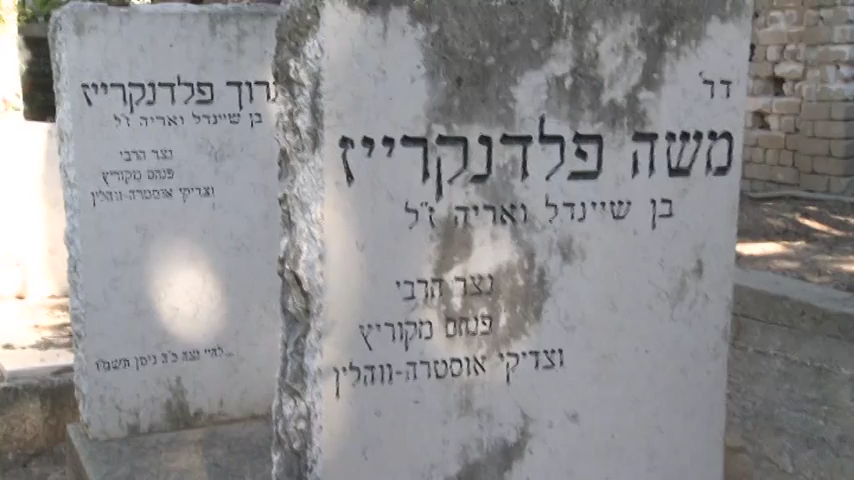 דר'
משה פלדנקרייז
בן שיינדל ואריה ז"ל
נצר הרבי
פנחס מקוריץ
וצדיקי אוסטרה-ווהלין
פלדנקרייז
בן שיינדל ואריה ז"ל
נצר הרבי
פנחס מקוריץ
וצדיקי אוסטרה-ווהלין
ניסן